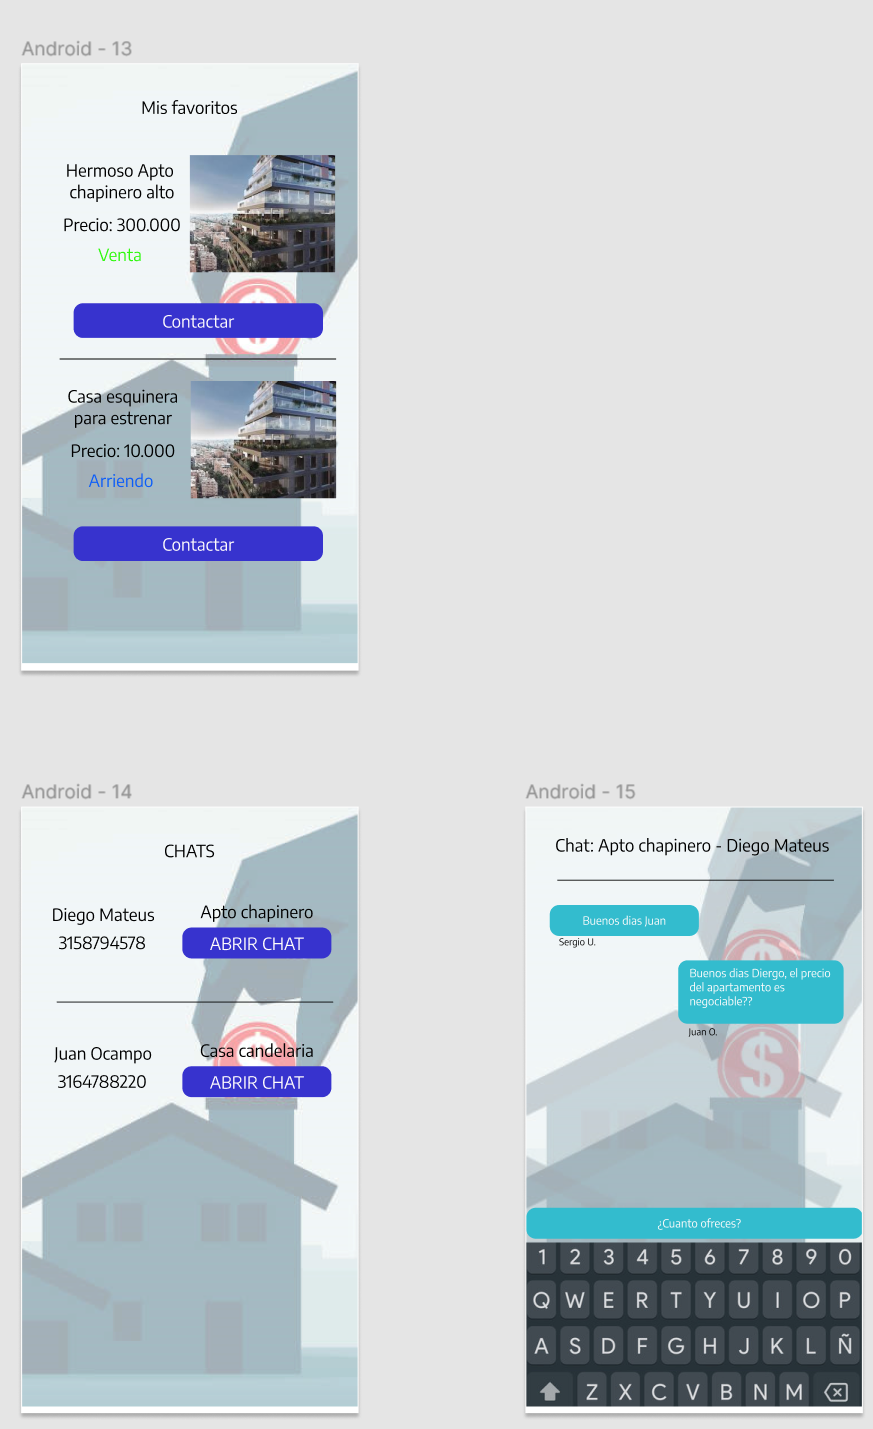 Android - 13
Mis favoritos
Hermoso Apto
chapinero alto
Precio: 300.000
Venta
Contactar
Casa esquinera
para estrenar
Precio: 10.000
Arriendo
Contactar
Android - 14
CHATS
Diego Mateus
3158794578
Apto chapinero
ABRIR CHAT
Juan Ocampo
3164788220
Casa candelaria
ABRIR CHAT
Android - 15
Chat: Apto chapinero - Diego Mateus
Buenos dias Juan
Sergio U.
Buenos dias Diergo, el precio
del apartamento es
negociable??
Juan O.
$
¿Cuanto ofreces?
1 2 3 4 5 6 7 8 9 0
Q W E R T Y U I O P
A S D F G H J K L Ñ
Z X C V B N M